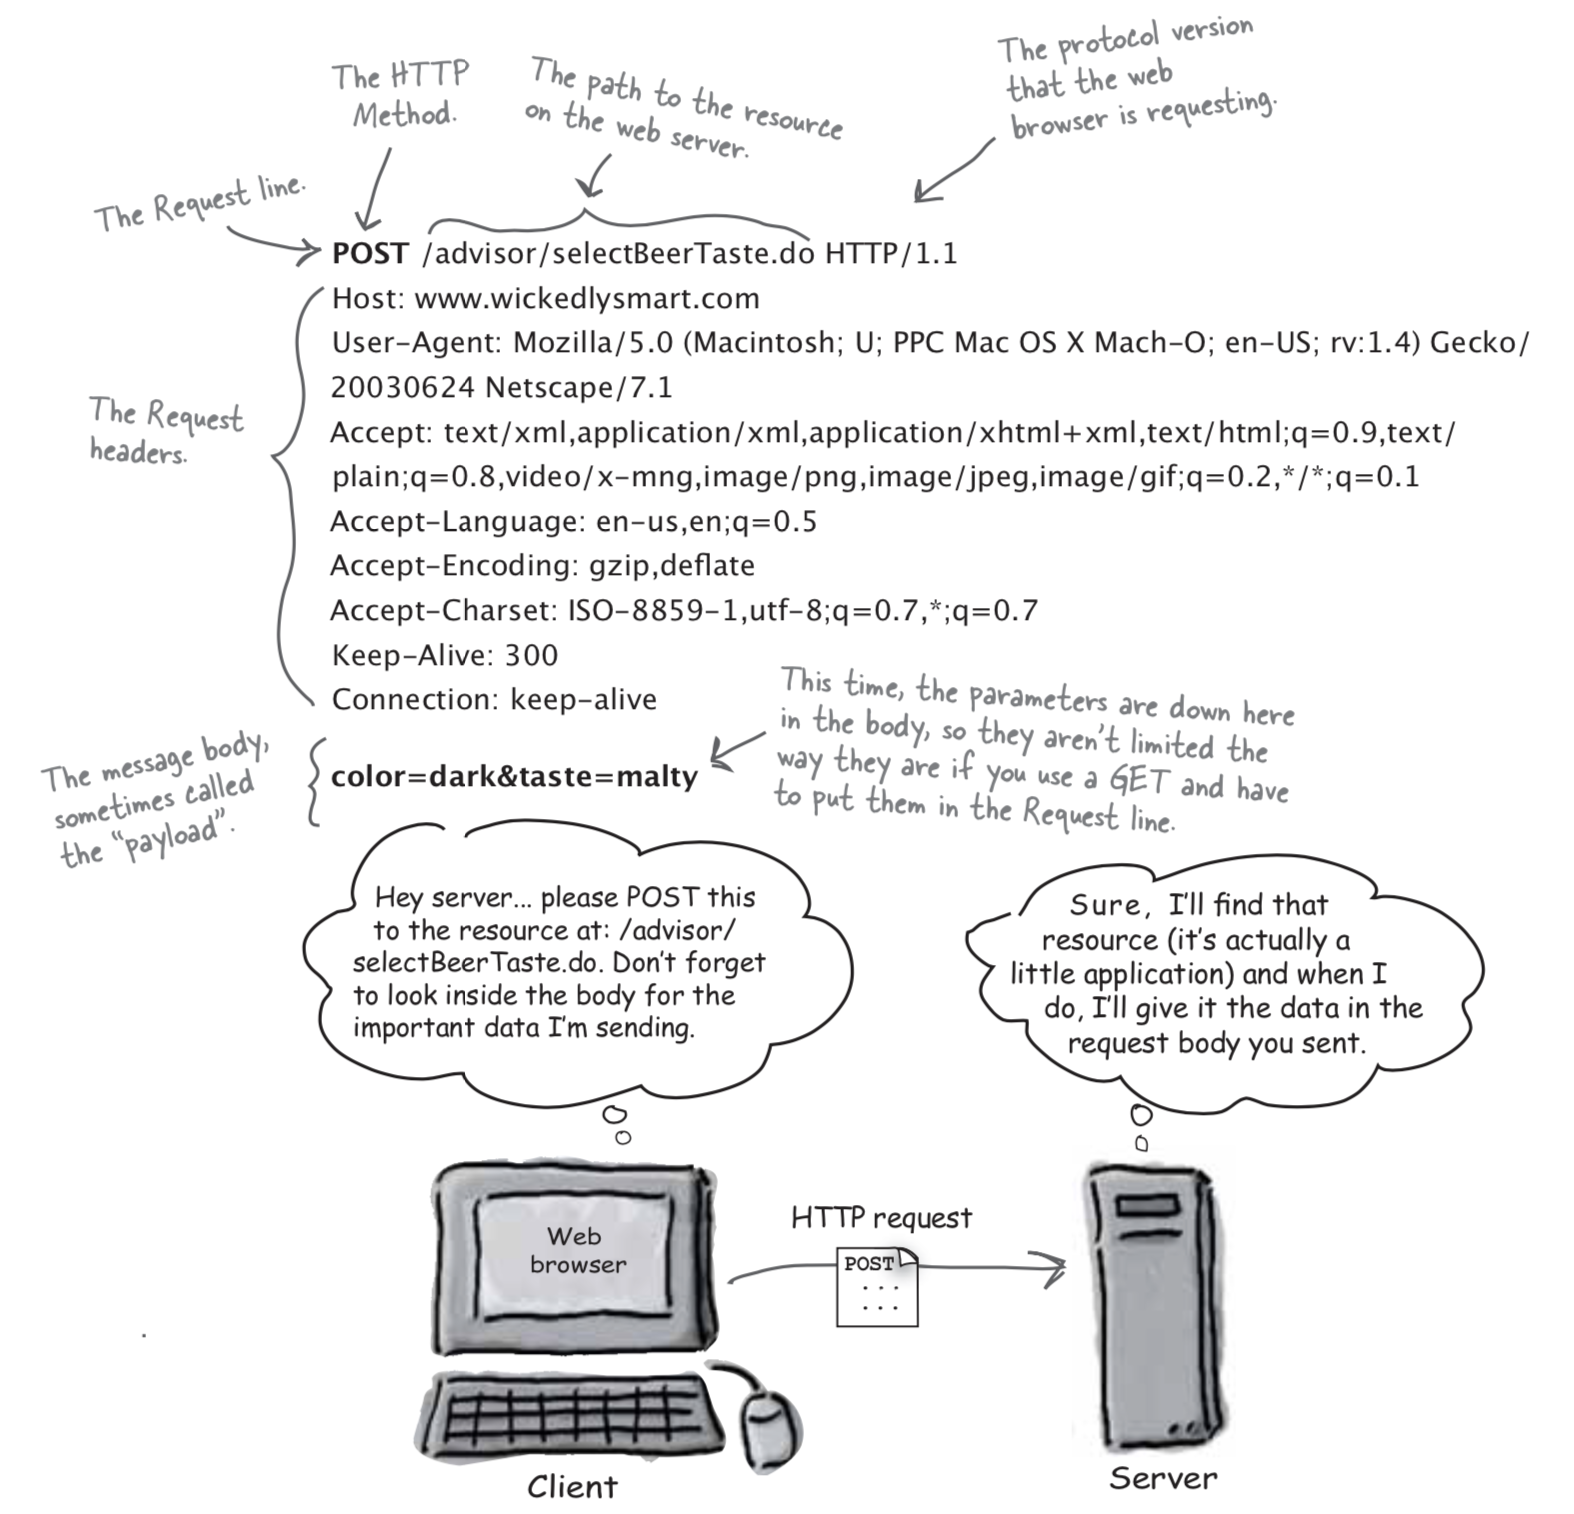 The HTTP
Method.
The path to the resource
on the web server.
The protocol version
that the web
browser is requesting.
The Request line.
POST /advisor/selectBeerTaste.do HTTP/1.1
Host: www.wickedlysmart.com
User-Agent: Mozilla/5.0 (Macintosh; U; PPC Mac OS X Mach-O; en-US; rv:1.4) Gecko/
20030624 Netscape/7.1
The Request
headers.
Accept: text/xml,application/xml,application/xhtml+xml,text/html;q=0.9,text/
plain;q=0.8,video/x-mng,image/png,image/jpeg,image/gif;q=0.2,*/*;q=0.1
Accept-Language: en-us,en;q=0.5
Accept-Encoding: gzip,deflate
Accept-Charset: ISO-8859-1,utf-8;q=0.7,*;q=0.7
Keep-Alive: 300
Connection: keep-alive
This time, the parameters are down here
in the body, so they aren't limited the
way they are if you use a GET and have
to put them in the Request line.
The message body,
sometimes called
the "payload".
color=dark&taste=malty
Hey server... please POST this
to the resource at: /advisor/
selectBeerTaste.do. Don't forget
to look inside the body for the
important data I'm sending.
Sure, I'll find that
resource (it's actually a
little application) and when I
do, I'll give it the data in the
request body you sent.
Web
browser
HTTP request
POST
Client
Server